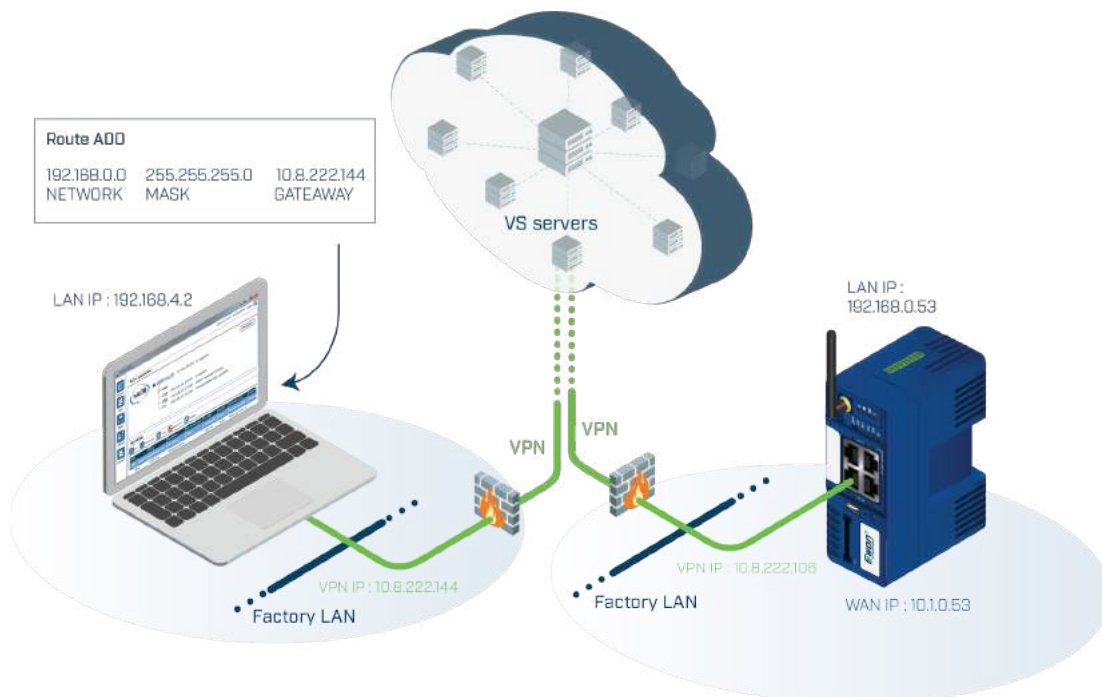 Route ADD
192.168.0.0 255.255.255.0 10.8.222.144
NETWORK MASK GATEAWAY
VS servers
LAN IP : 192.168.4.2
LAN IP :
192.168.0.53
VPN
VPN
VPN IP : 10.8.222.144
VPN IP : 10.8.222.106
Factory LAN
Factory LAN
WAN IP : 10.1.0.53
ewon